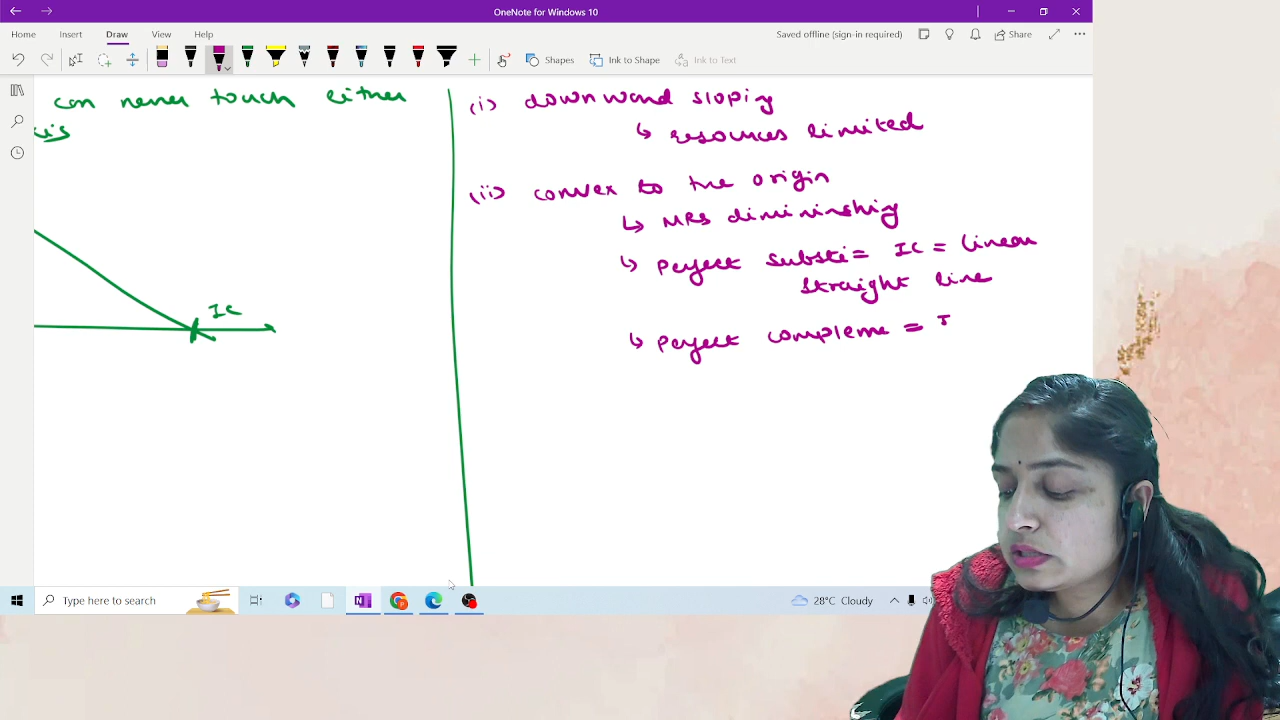 OneNote for Windows 10
Home Insert Draw View Help
Saved offline (sign-in required) Share
Shapes Ink to Shape Ink to Text
can never touch either
xis
IC
(i) downward sloping
↳ resources limited
(ii) convex to the origin
↳ MRS diminishing
↳ Perfect substi = IC = linear
straight line
↳ Perfect compleme = I
Type here to search
28°C Cloudy